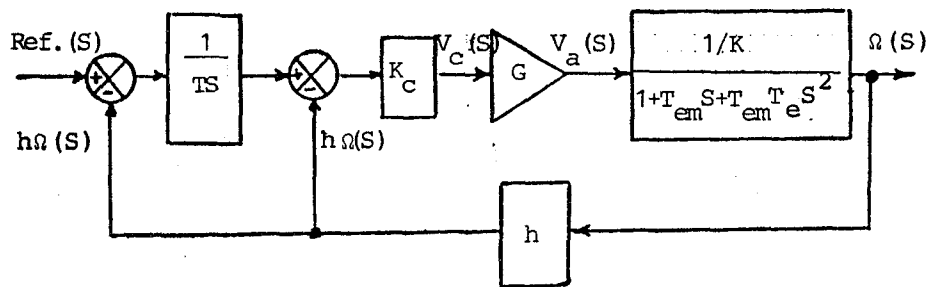 Ref.(S)
1
TS
K_c
V_c(S)
G
V_a(S)
1/K
1+T_em S+T_em T_e S^2
Ω(S)
+
-
+
-
hΩ(S)
hΩ(S)
h